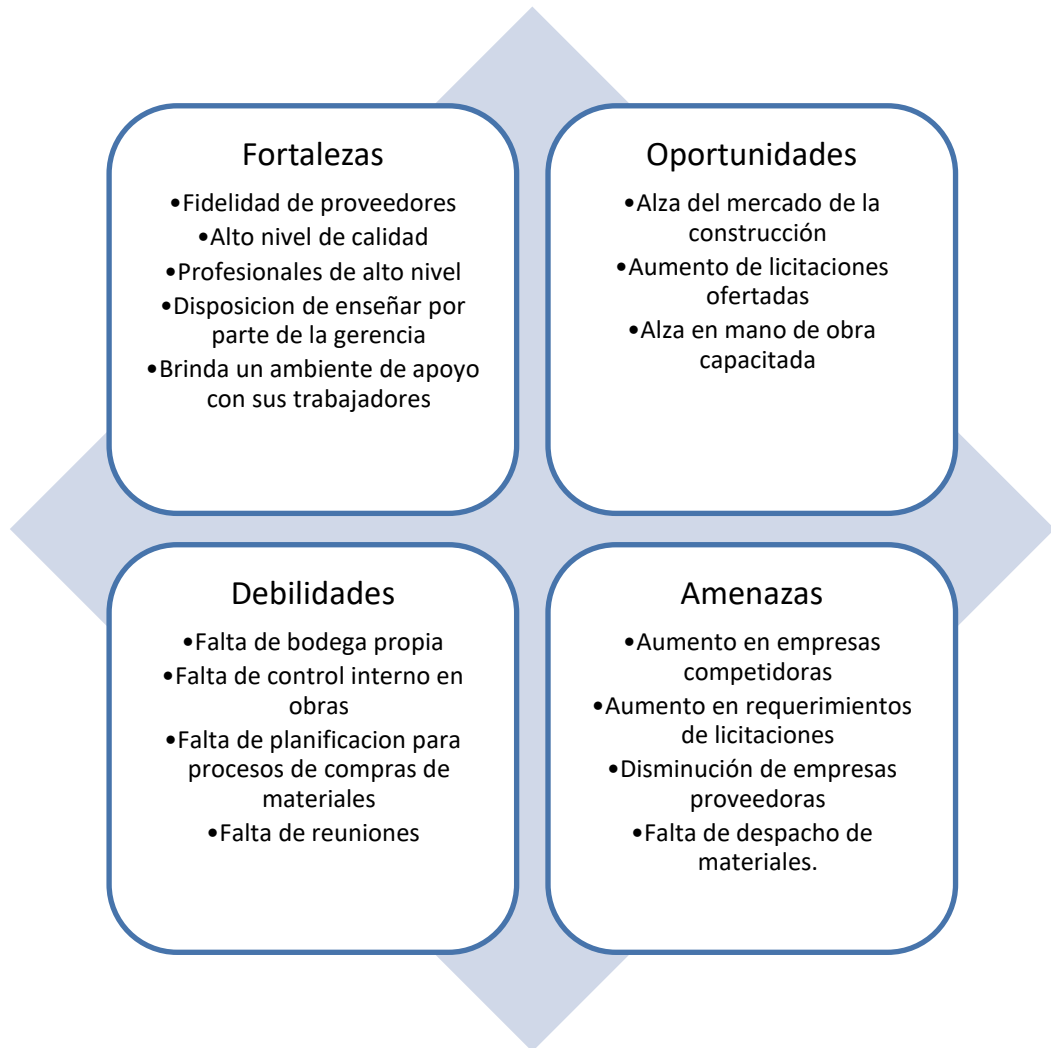 Fortalezas
•Fidelidad de proveedores
•Alto nivel de calidad
•Profesionales de alto nivel
•Disposicion de enseñar por
parte de la gerencia
•Brinda un ambiente de apoyo
con sus trabajadores
Oportunidades
•Alza del mercado de la
construcción
•Aumento de licitaciones
ofertadas
•Alza en mano de obra
capacitada
Debilidades
•Falta de bodega propia
•Falta de control interno en
obras
•Falta de planificacion para
procesos de compras de
materiales
•Falta de reuniones
Amenazas
•Aumento en empresas
competidoras
•Aumento en requerimientos
de licitaciones
•Disminución de empresas
proveedoras
•Falta de despacho de
materiales.